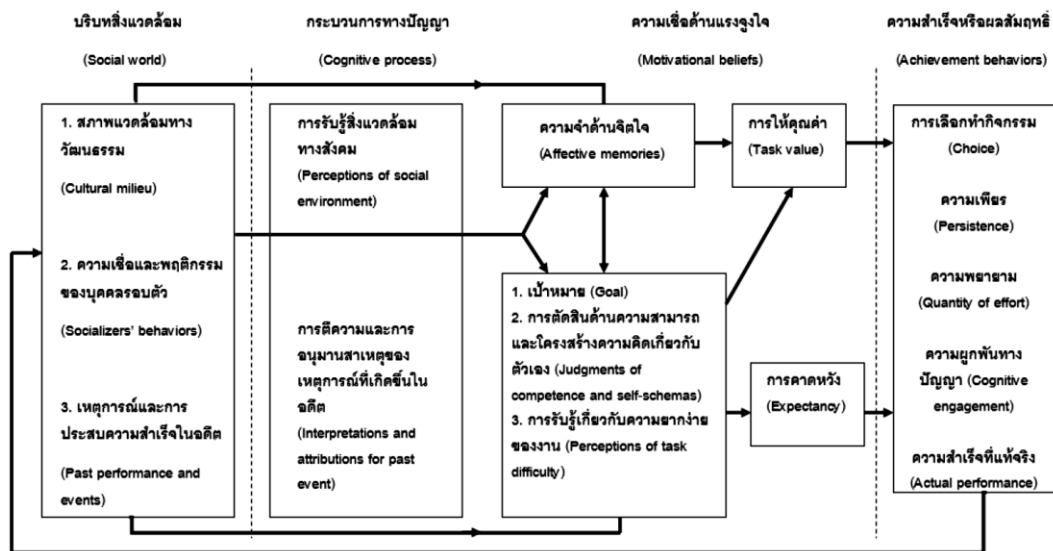 บริบทสิ่งแวดล้อม
(Social world)
กระบวนการทางปัญญา
(Cognitive process)
ความเชื่อด้านแรงจูงใจ
(Motivational beliefs)
ความสำเร็จหรือผลสัมฤทธิ์
(Achievement behaviors)
1. สภาพแวดล้อมทาง
วัฒนธรรม
(Cultural milieu)
2. ความเชื่อและพฤติกรรม
ของบุคคลรอบตัว
(Socializers' behaviors)
3. เหตุการณ์และการ
ประสบความสำเร็จในอดีต
(Past performance and
events)
การรับรู้สิ่งแวดล้อม
ทางสังคม
(Perceptions of social
environment)
การตีความและการ
อนุมานสาเหตุของ
เหตุการณ์ที่เกิดขึ้นใน
อดีต
(Interpretations and
attributions for past
event)
ความจำด้านจิตใจ
(Affective memories)
1. เป้าหมาย (Goal)
2. การตัดสินด้านความสามารถ
และโครงสร้างความคิดเกี่ยวกับ
ตัวเอง (Judgments of
competence and self-schemas)
3. การรับรู้เกี่ยวกับความยากง่าย
ของงาน (Perceptions of task
difficulty)
การให้คุณค่า
(Task value)
การคาดหวัง
(Expectancy)
การเลือกทำกิจกรรม
(Choice)
ความเพียร
(Persistence)
ความพยายาม
(Quantity of effort)
ความผูกพันทาง
ปัญญา (Cognitive
engagement)
ความสำเร็จที่แท้จริง
(Actual performance)